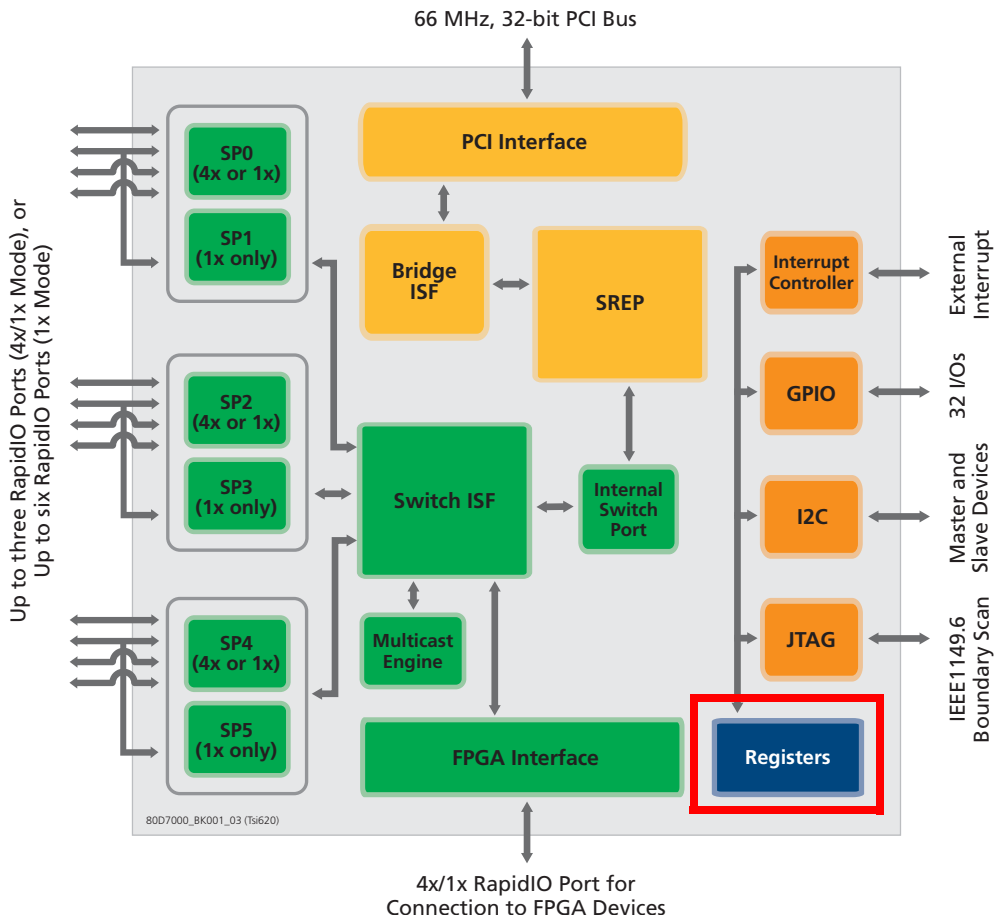 66 MHz, 32-bit PCI Bus
PCI Interface
SP0
(4x or 1x)
SP1
(1x only)
Bridge
ISF
SREP
Interrupt
Controller
External
Interrupt
Up to three RapidIO Ports (4x/1x Mode), or
Up to six RapidIO Ports (1x Mode)
SP2
(4x or 1x)
SP3
(1x only)
Switch ISF
Internal
Switch
Port
GPIO
32 I/Os
I2C
Master and
Slave Devices
SP4
(4x or 1x)
SP5
(1x only)
Multicast
Engine
JTAG
IEEE1149.6
Boundary Scan
FPGA Interface
Registers
80D7000_BK001_03 (Tsi620)
4x/1x RapidIO Port for
Connection to FPGA Devices